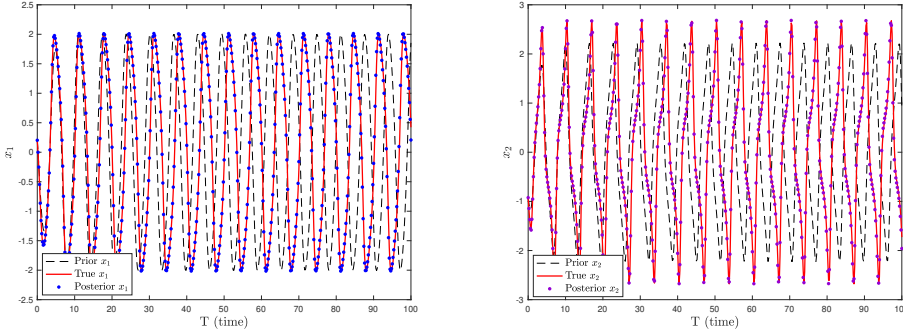 2.5
2
1.5
1
0.5
0
-0.5
-1
-1.5
-2
-2.5
x1
0 10 20 30 40 50 60 70 80 90 100
T (time)
Prior x1
True x1
Posterior x1
3
2
1
0
-1
-2
-3
x2
0 10 20 30 40 50 60 70 80 90 100
T (time)
Prior x2
True x2
Posterior x2